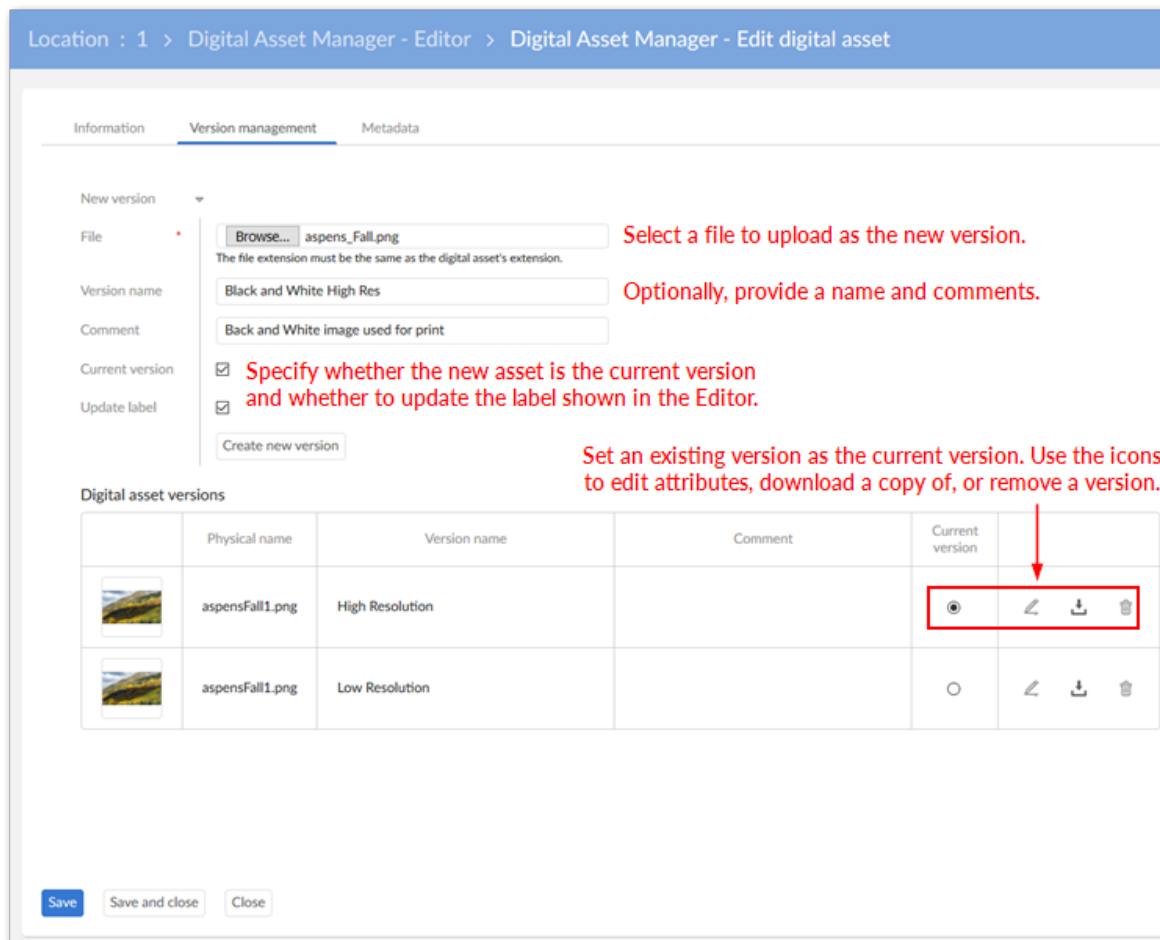 Location : 1 > Digital Asset Manager - Editor > Digital Asset Manager - Edit digital asset
Information Version management Metadata
New version
File * Browse... aspens_Fall.png Select a file to upload as the new version.
The file extension must be the same as the digital asset's extension.
Version name Black and White High Res Optionally, provide a name and comments.
Comment Back and White image used for print
Current version Specify whether the new asset is the current version
Update label and whether to update the label shown in the Editor.
Create new version
Set an existing version as the current version. Use the icons
to edit attributes, download a copy of, or remove a version.
Digital asset versions
Physical name Version name Comment Current
version
aspensFall1.png High Resolution
aspensFall1.png Low Resolution
Save Save and close Close